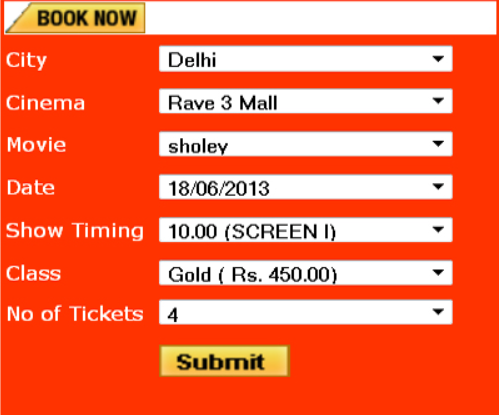 BOOK NOW
City Delhi
Cinema Rave 3 Mall
Movie sholey
Date 18/06/2013
Show Timing 10.00 (SCREEN I)
Class Gold ( Rs. 450.00)
No of Tickets 4
Submit